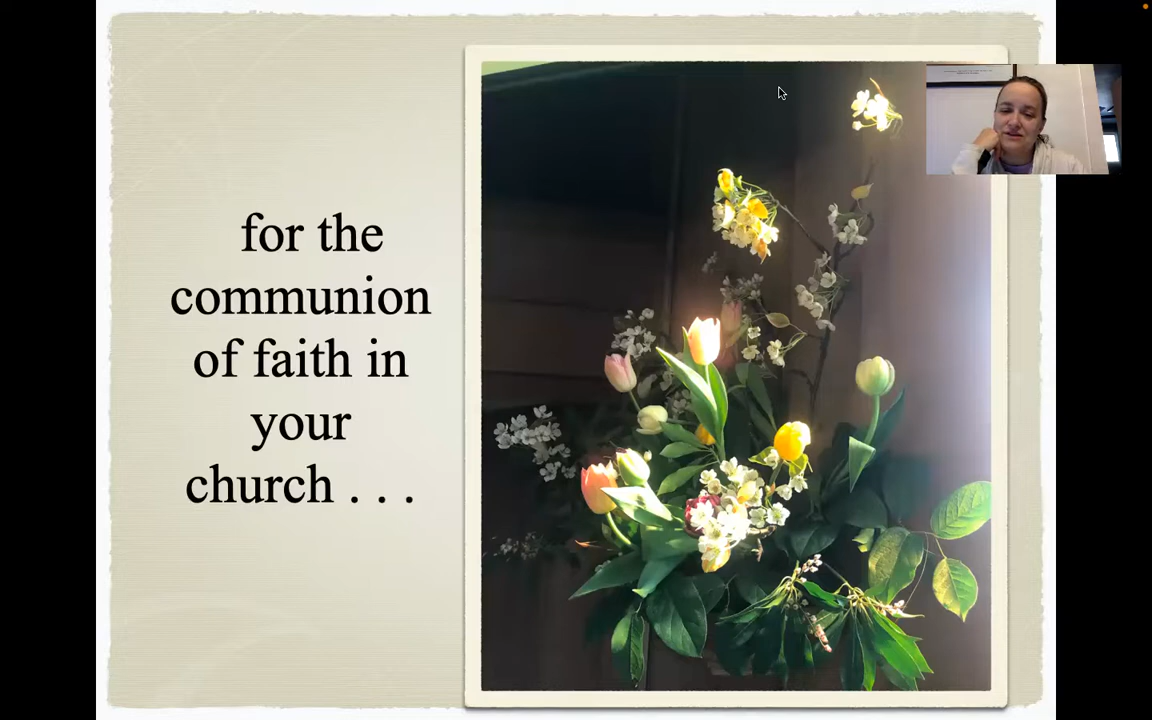 for the
communion
of faith in
your
church . . .